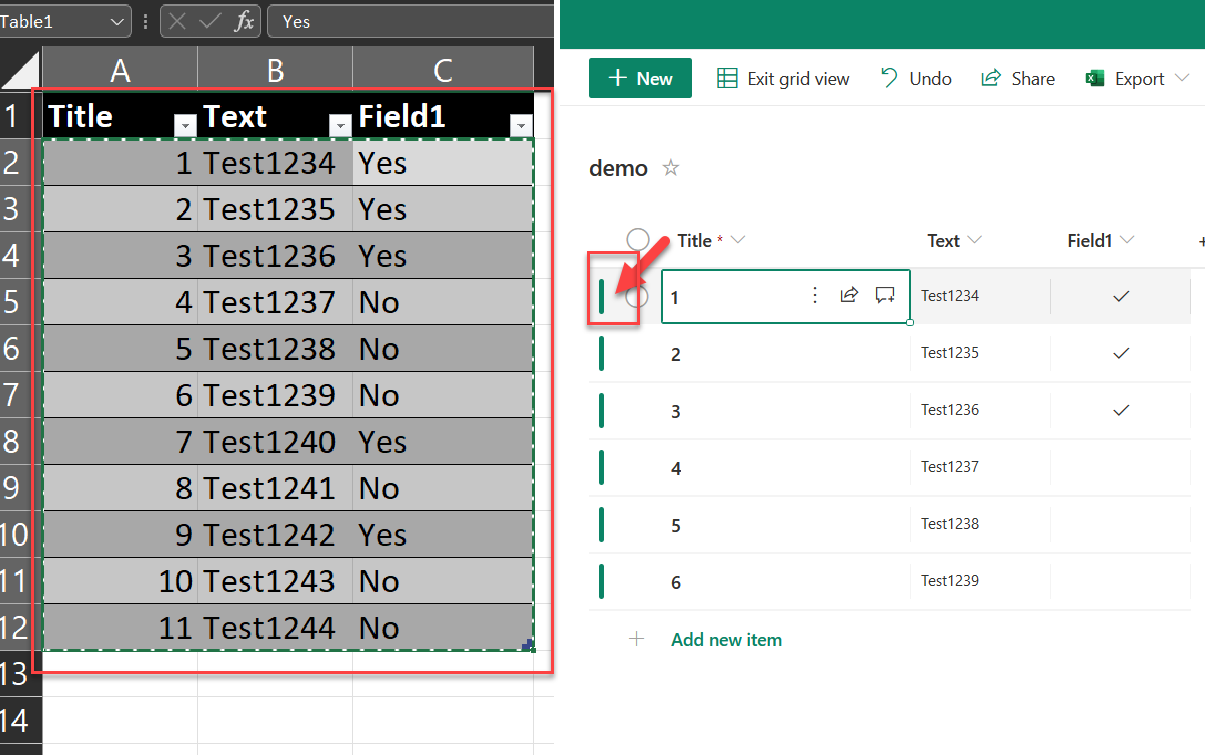 Table1 fx Yes
A B C
1 Title Text Field1
2 1 Test1234 Yes
3 2 Test1235 Yes
4 3 Test1236 Yes
5 4 Test1237 No
6 5 Test1238 No
7 6 Test1239 No
8 7 Test1240 Yes
9 8 Test1241 No
10 9 Test1242 Yes
11 10 Test1243 No
12 11 Test1244 No
13
14
New Exit grid view Undo Share Export
demo
Title * Text Field1
1 Test1234
2 Test1235
3 Test1236
4 Test1237
5 Test1238
6 Test1239
Add new item